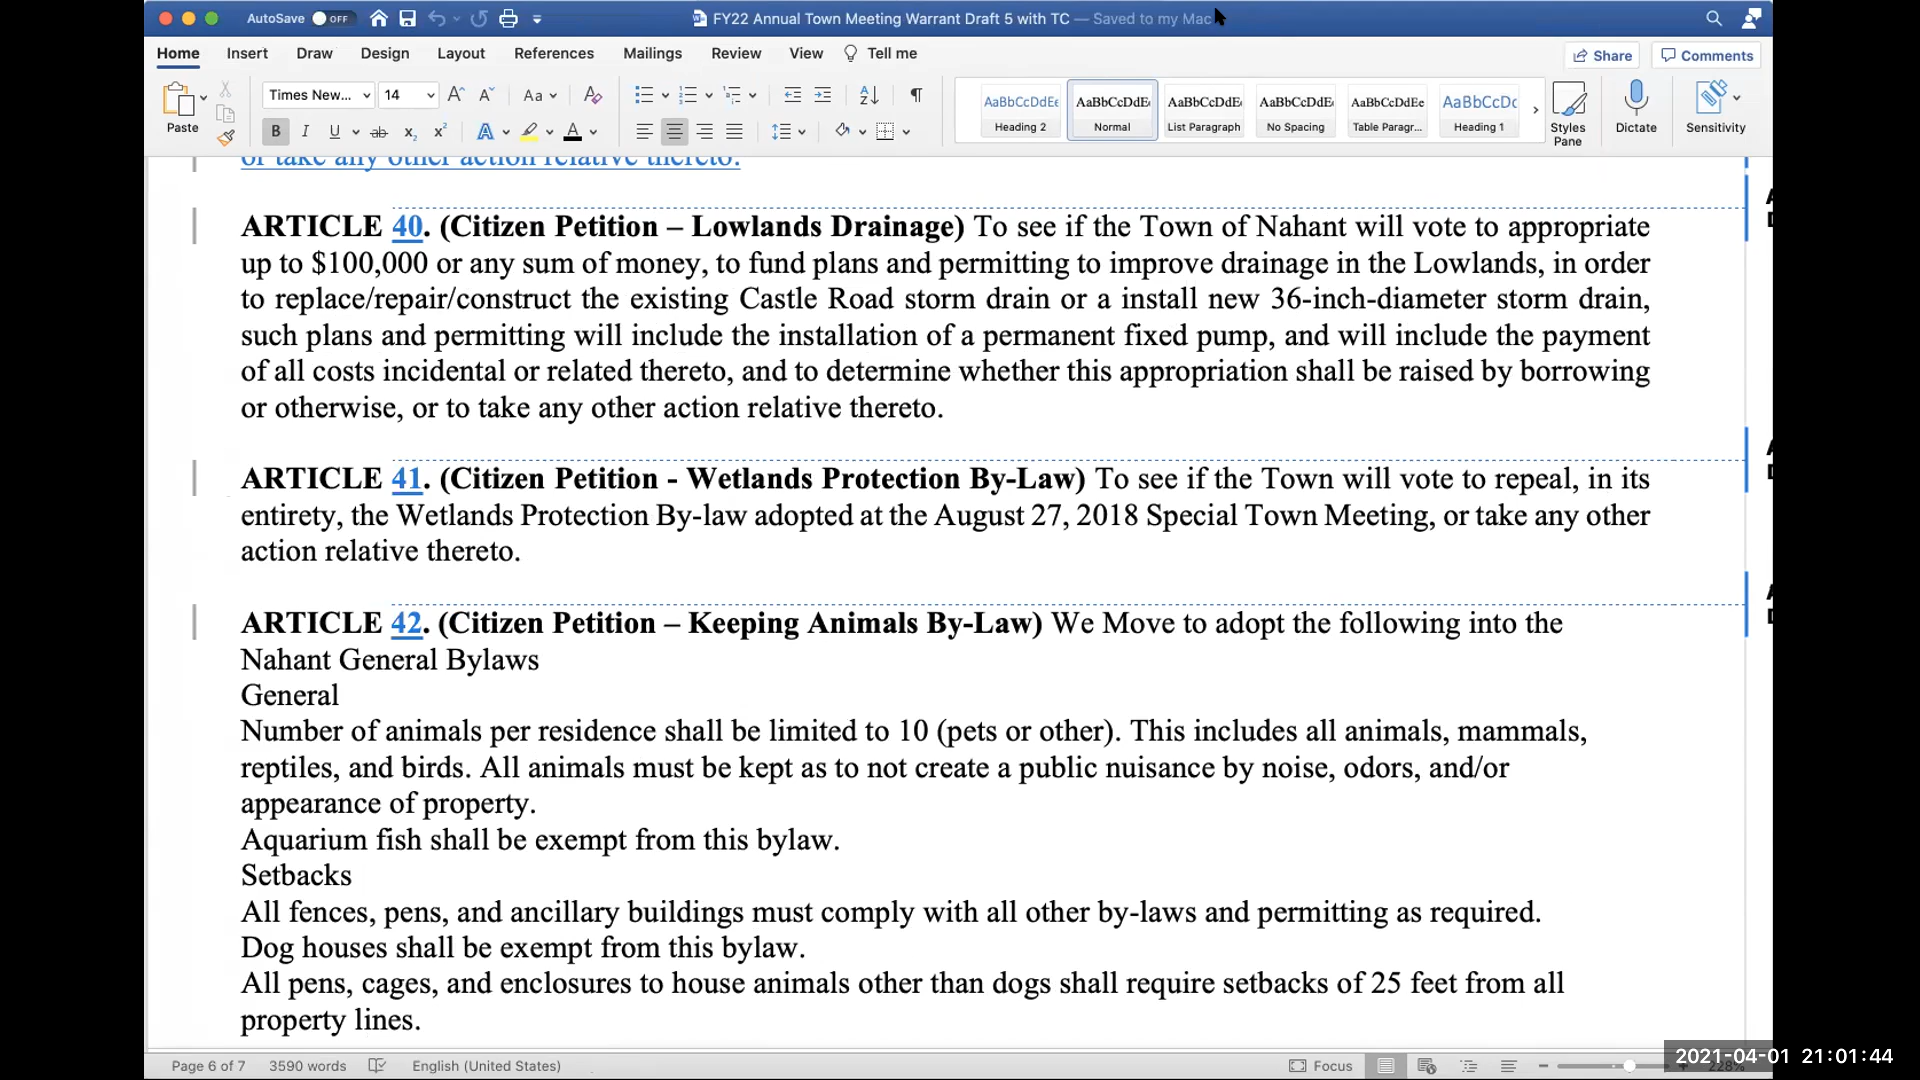 AutoSave OFF
FY22 Annual Town Meeting Warrant Draft 5 with TC — Saved to my Mac
Home Insert Draw Design Layout References Mailings Review View Tell me
Share Comments
Paste
Times New... 14
AaBbCcDdEe AaBbCcDdE AaBbCcDdE AaBbCcDdE AaBbCcDdEe AaBbCcDc
Heading 2 Normal List Paragraph No Spacing Table Paragr... Heading 1
Styles Pane
Dictate
Sensitivity
or take any other action relative thereto.
ARTICLE 40. (Citizen Petition – Lowlands Drainage) To see if the Town of Nahant will vote to appropriate
up to $100,000 or any sum of money, to fund plans and permitting to improve drainage in the Lowlands, in order
to replace/repair/construct the existing Castle Road storm drain or a install new 36-inch-diameter storm drain,
such plans and permitting will include the installation of a permanent fixed pump, and will include the payment
of all costs incidental or related thereto, and to determine whether this appropriation shall be raised by borrowing
or otherwise, or to take any other action relative thereto.
ARTICLE 41. (Citizen Petition - Wetlands Protection By-Law) To see if the Town will vote to repeal, in its
entirety, the Wetlands Protection By-law adopted at the August 27, 2018 Special Town Meeting, or take any other
action relative thereto.
ARTICLE 42. (Citizen Petition – Keeping Animals By-Law) We Move to adopt the following into the
Nahant General Bylaws
General
Number of animals per residence shall be limited to 10 (pets or other). This includes all animals, mammals,
reptiles, and birds. All animals must be kept as to not create a public nuisance by noise, odors, and/or
appearance of property.
Aquarium fish shall be exempt from this bylaw.
Setbacks
All fences, pens, and ancillary buildings must comply with all other by-laws and permitting as required.
Dog houses shall be exempt from this bylaw.
All pens, cages, and enclosures to house animals other than dogs shall require setbacks of 25 feet from all
property lines.
Page 6 of 7 3590 words English (United States) Focus 228%
2021-04-01 21:01:44